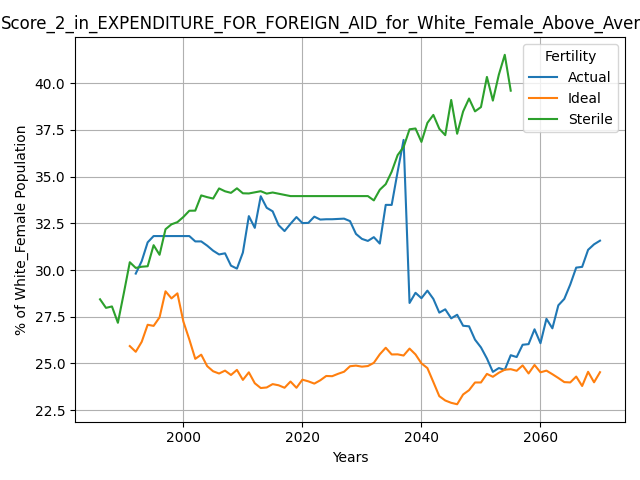 Score_2_in_EXPENDITURE_FOR_FOREIGN_AID_for_White_Female_Above_Aver
Fertility
Actual
Ideal
Sterile
% of White_Female Population
40.0
37.5
35.0
32.5
30.0
27.5
25.0
22.5
2000
2020
2040
2060
Years